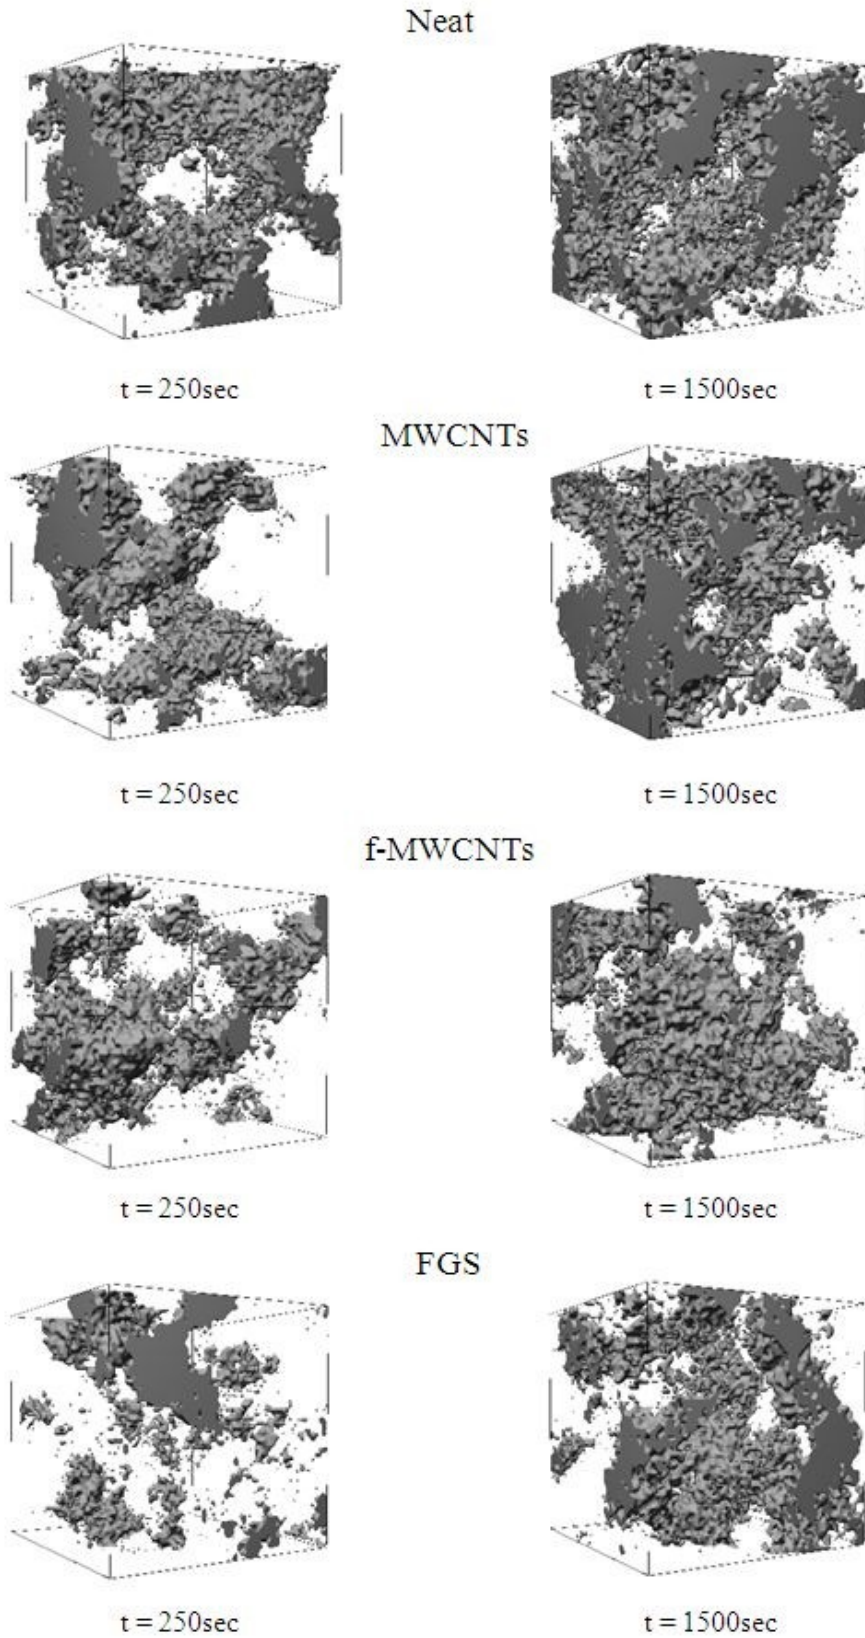 Neat
t = 250sec
t = 1500sec
MWCNTs
t = 250sec
t = 1500sec
f-MWCNTs
t = 250sec
t = 1500sec
FGS
t = 250sec
t = 1500sec